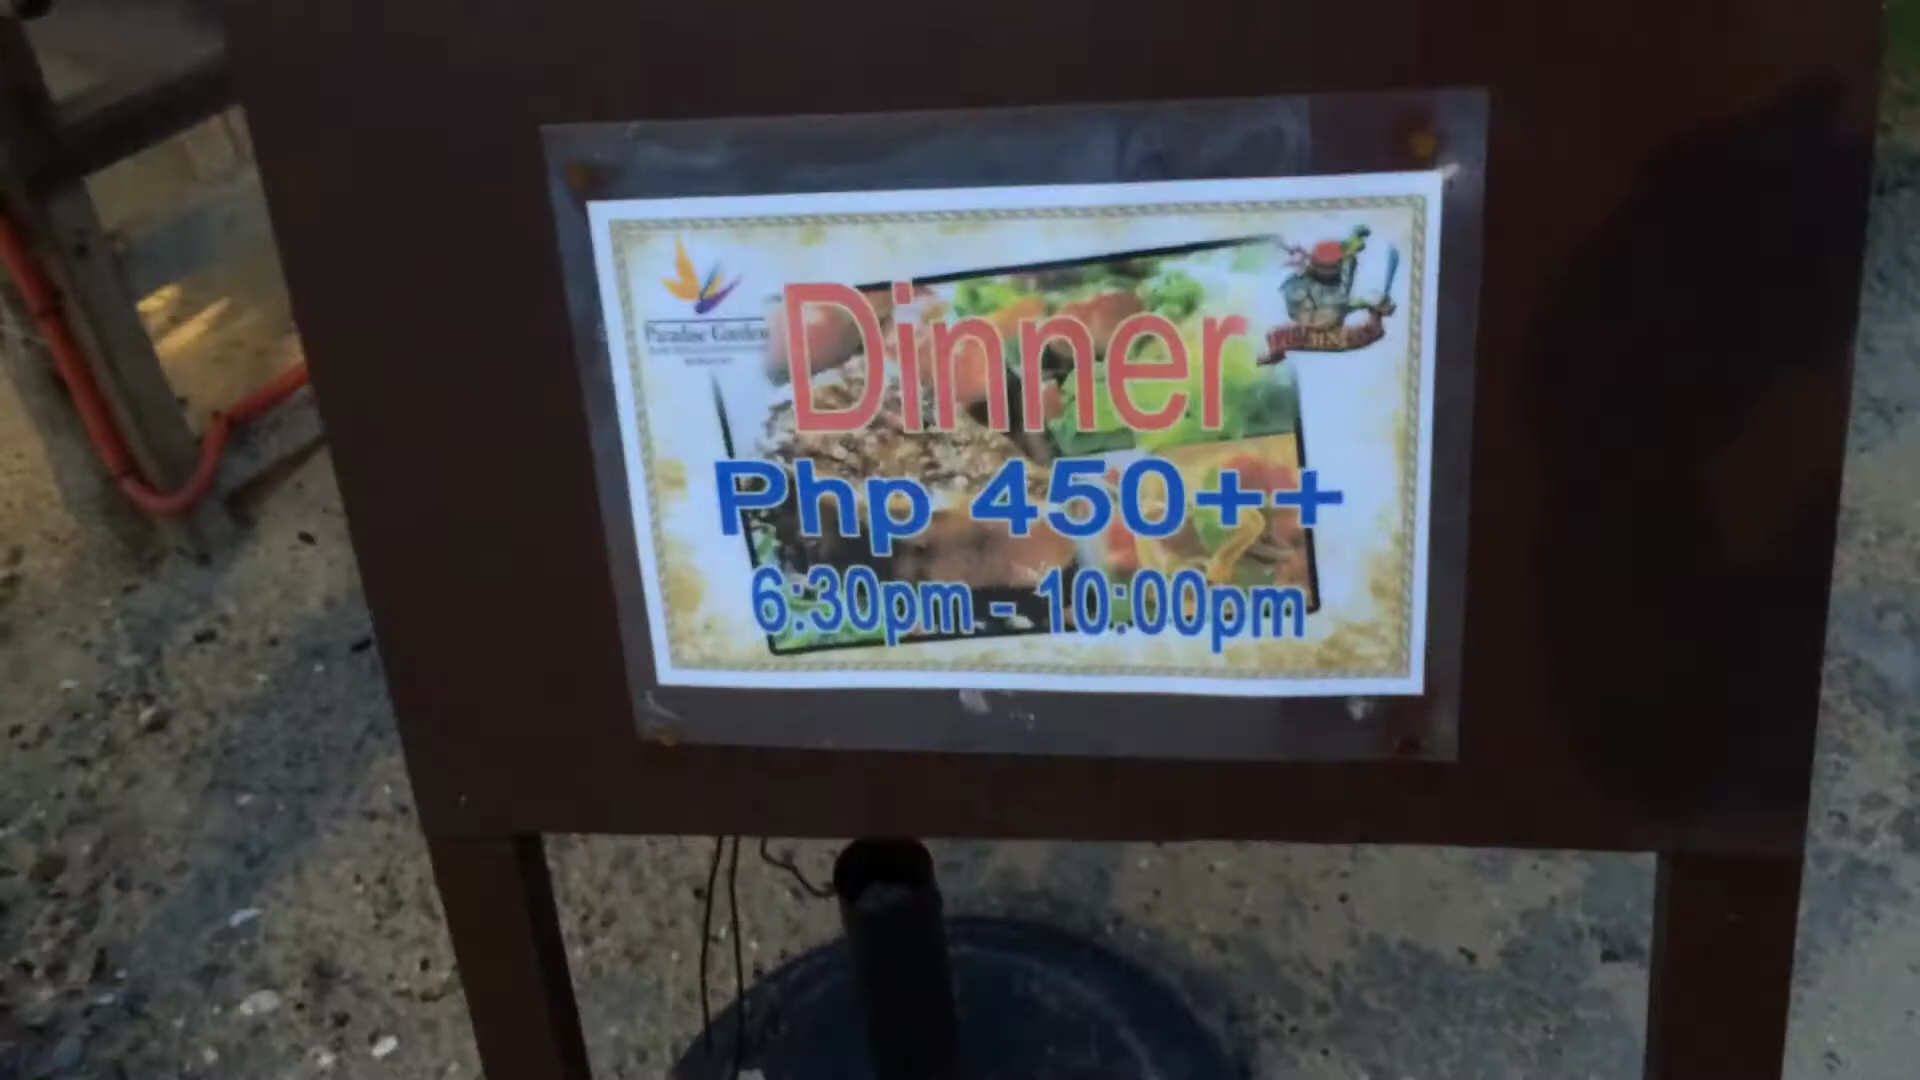 Paradise Garden
Dinner
Php 450++
6:30pm - 10:00pm